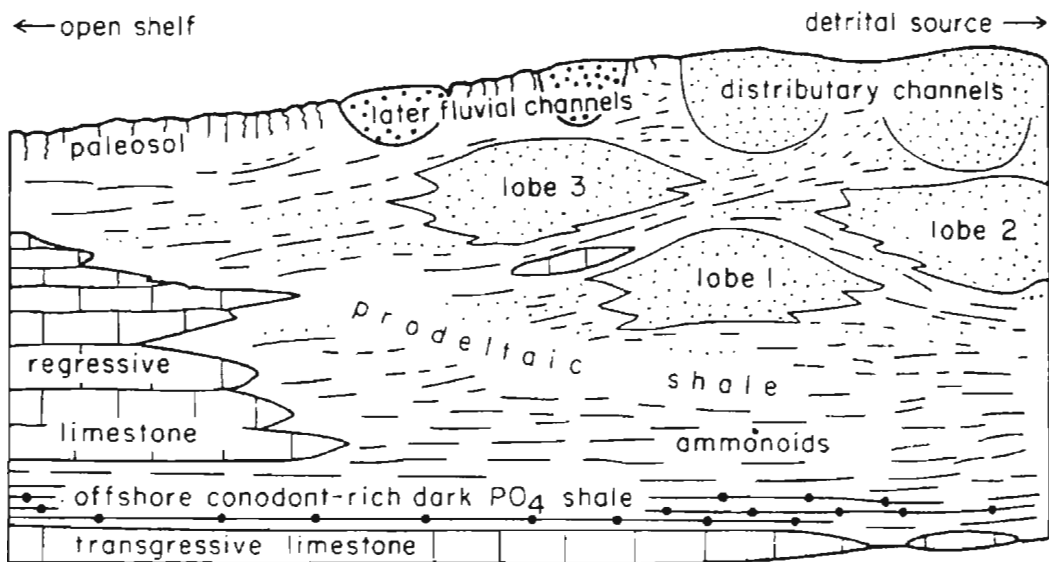 ← open shelf
detrital source →
later fluvial channels
distributary channels
paleosol
lobe 3
lobe 2
lobe 1
prodeltaic
shale
regressive
limestone
ammonoids
offshore conodont-rich dark PO₄ shale
transgressive limestone